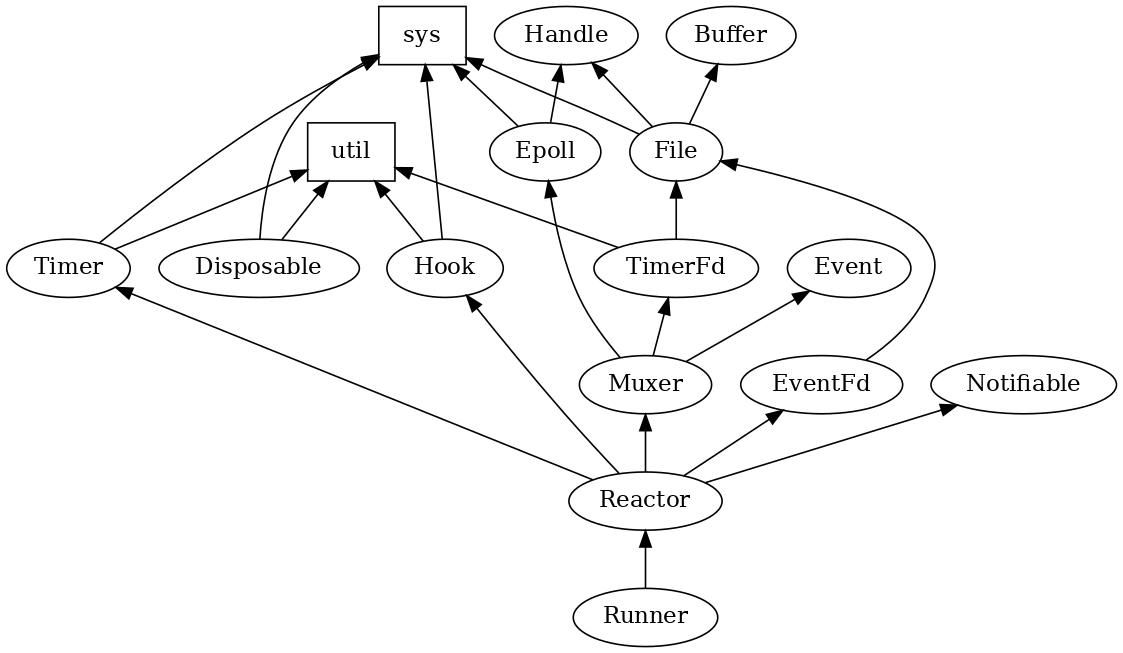 sys
Handle
Buffer
util
Epoll
File
Timer
Disposable
Hook
TimerFd
Event
Muxer
EventFd
Notifiable
Reactor
Runner